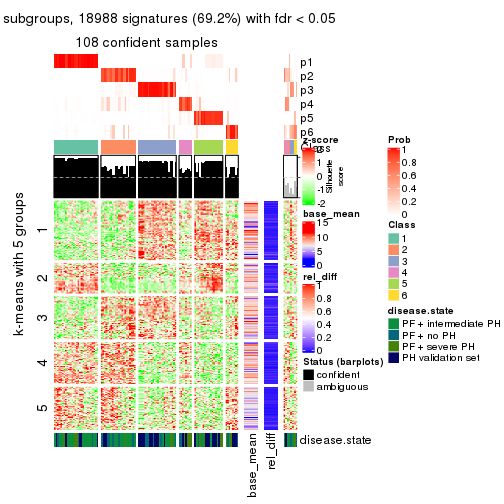 subgroups, 18988 signatures (69.2%) with fdr < 0.05
108 confident samples
p1
p2
p3
p4
p5
p6
Class
Silhouette
score
z-score
2
-1
-2
base_mean
15
10
5
0
rel_diff
1
0.8
0.6
0.4
0.2
0
Status (barplots)
confident
ambiguous
Prob
1
0.8
0.6
0.4
0.2
0
Class
1
2
3
4
5
6
disease.state
PF+ intermediate PH
PF+ no PH
PF+ severe PH
PH validation set
k-means with 5 groups
1
2
3
4
5
disease.state
base_mean
rel_diff